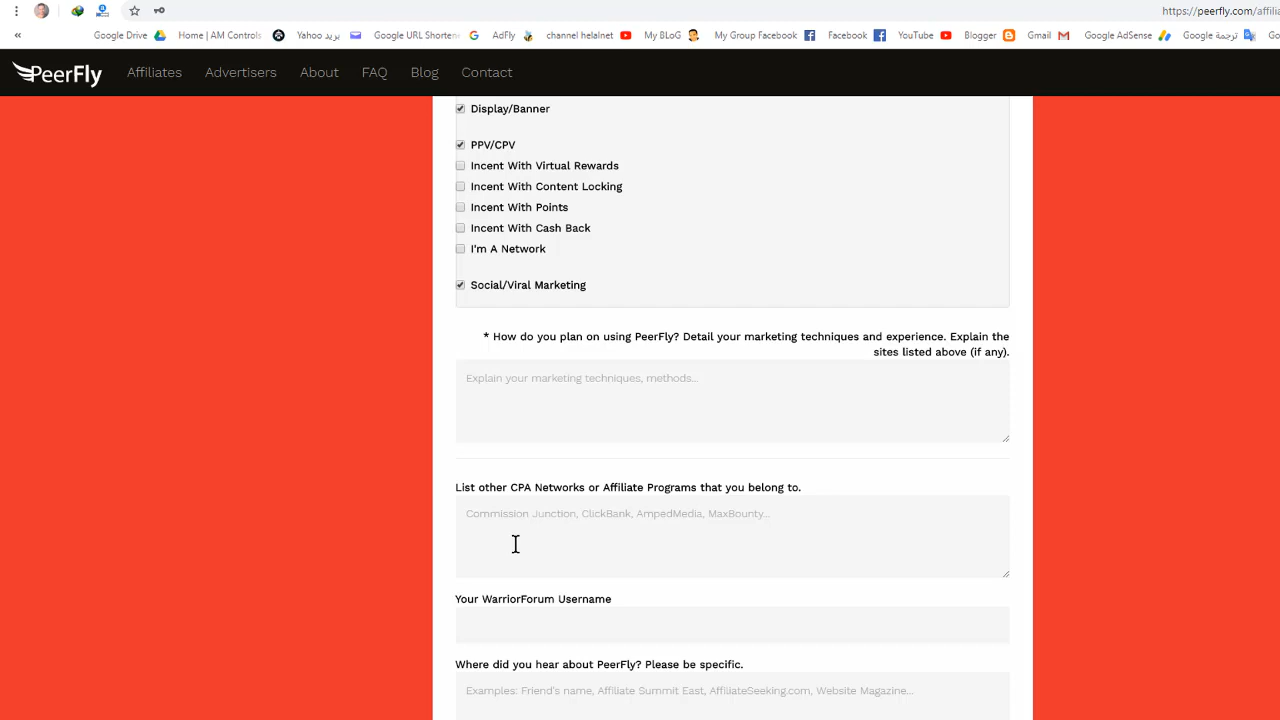 https://peerfly.com/affilia
«
Google Drive
Home | AM Controls
Yahoo بريد
Google URL Shortene
AdFly
channel helalnet
My BLoG
My Group Facebook
Facebook
YouTube
Blogger
Gmail
Google AdSense
Google ترجمة
Go
PeerFly
Affiliates
Advertisers
About
FAQ
Blog
Contact
Display/Banner
PPV/CPV
Incent With Virtual Rewards
Incent With Content Locking
Incent With Points
Incent With Cash Back
I'm A Network
Social/Viral Marketing
* How do you plan on using PeerFly? Detail your marketing techniques and experience. Explain the
sites listed above (if any).
Explain your marketing techniques, methods...
List other CPA Networks or Affiliate Programs that you belong to.
Commission Junction, ClickBank, AmpedMedia, MaxBounty...
Your WarriorForum Username
Where did you hear about PeerFly? Please be specific.
Examples: Friend's name, Affiliate Summit East, AffiliateSeeking.com, Website Magazine...